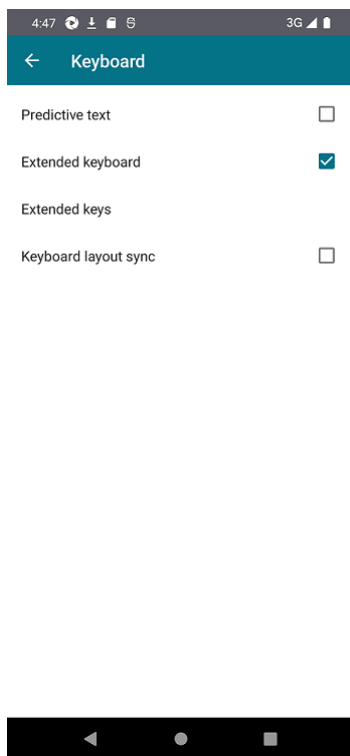 4:47
3G
Keyboard
Predictive text
Extended keyboard
Extended keys
Keyboard layout sync